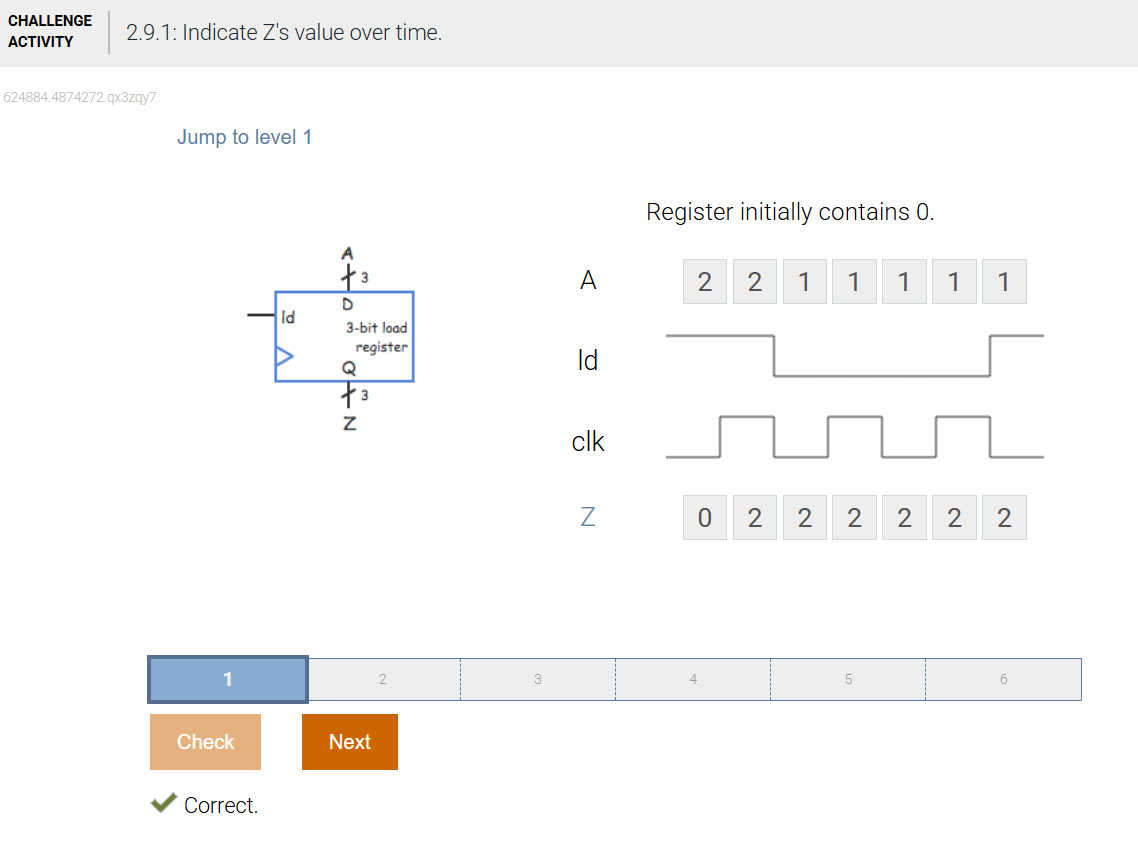 CHALLENGE
ACTIVITY
2.9.1: Indicate Z's value over time.
624884.4874272.qx3zqy7
Jump to level 1
Register initially contains 0.
A
3
ld
D
3-bit load
register
Q
3
Z
A 2 2 1 1 1 1 1
ld
clk
Z 0 2 2 2 2 2 2
1 2 3 4 5 6
Check Next
Correct.